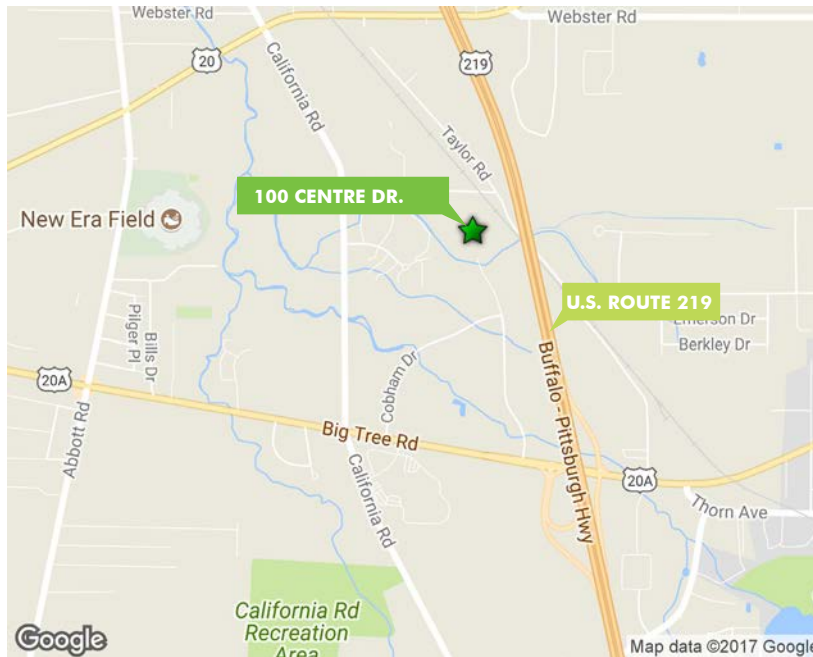 Webster Rd
Webster Rd
20
219
California Rd
Taylor Rd
100 CENTRE DR.
New Era Field
U.S. ROUTE 219
Emerson Dr
Berkley Dr
Pilger Pl
Bills Dr
20A
Cobham Dr
Buffalo - Pittsburgh Hwy
Abbott Rd
Big Tree Rd
California Rd
20A
Thorn Ave
California Rd
Recreation
Area
Google
Map data ©2017 Google